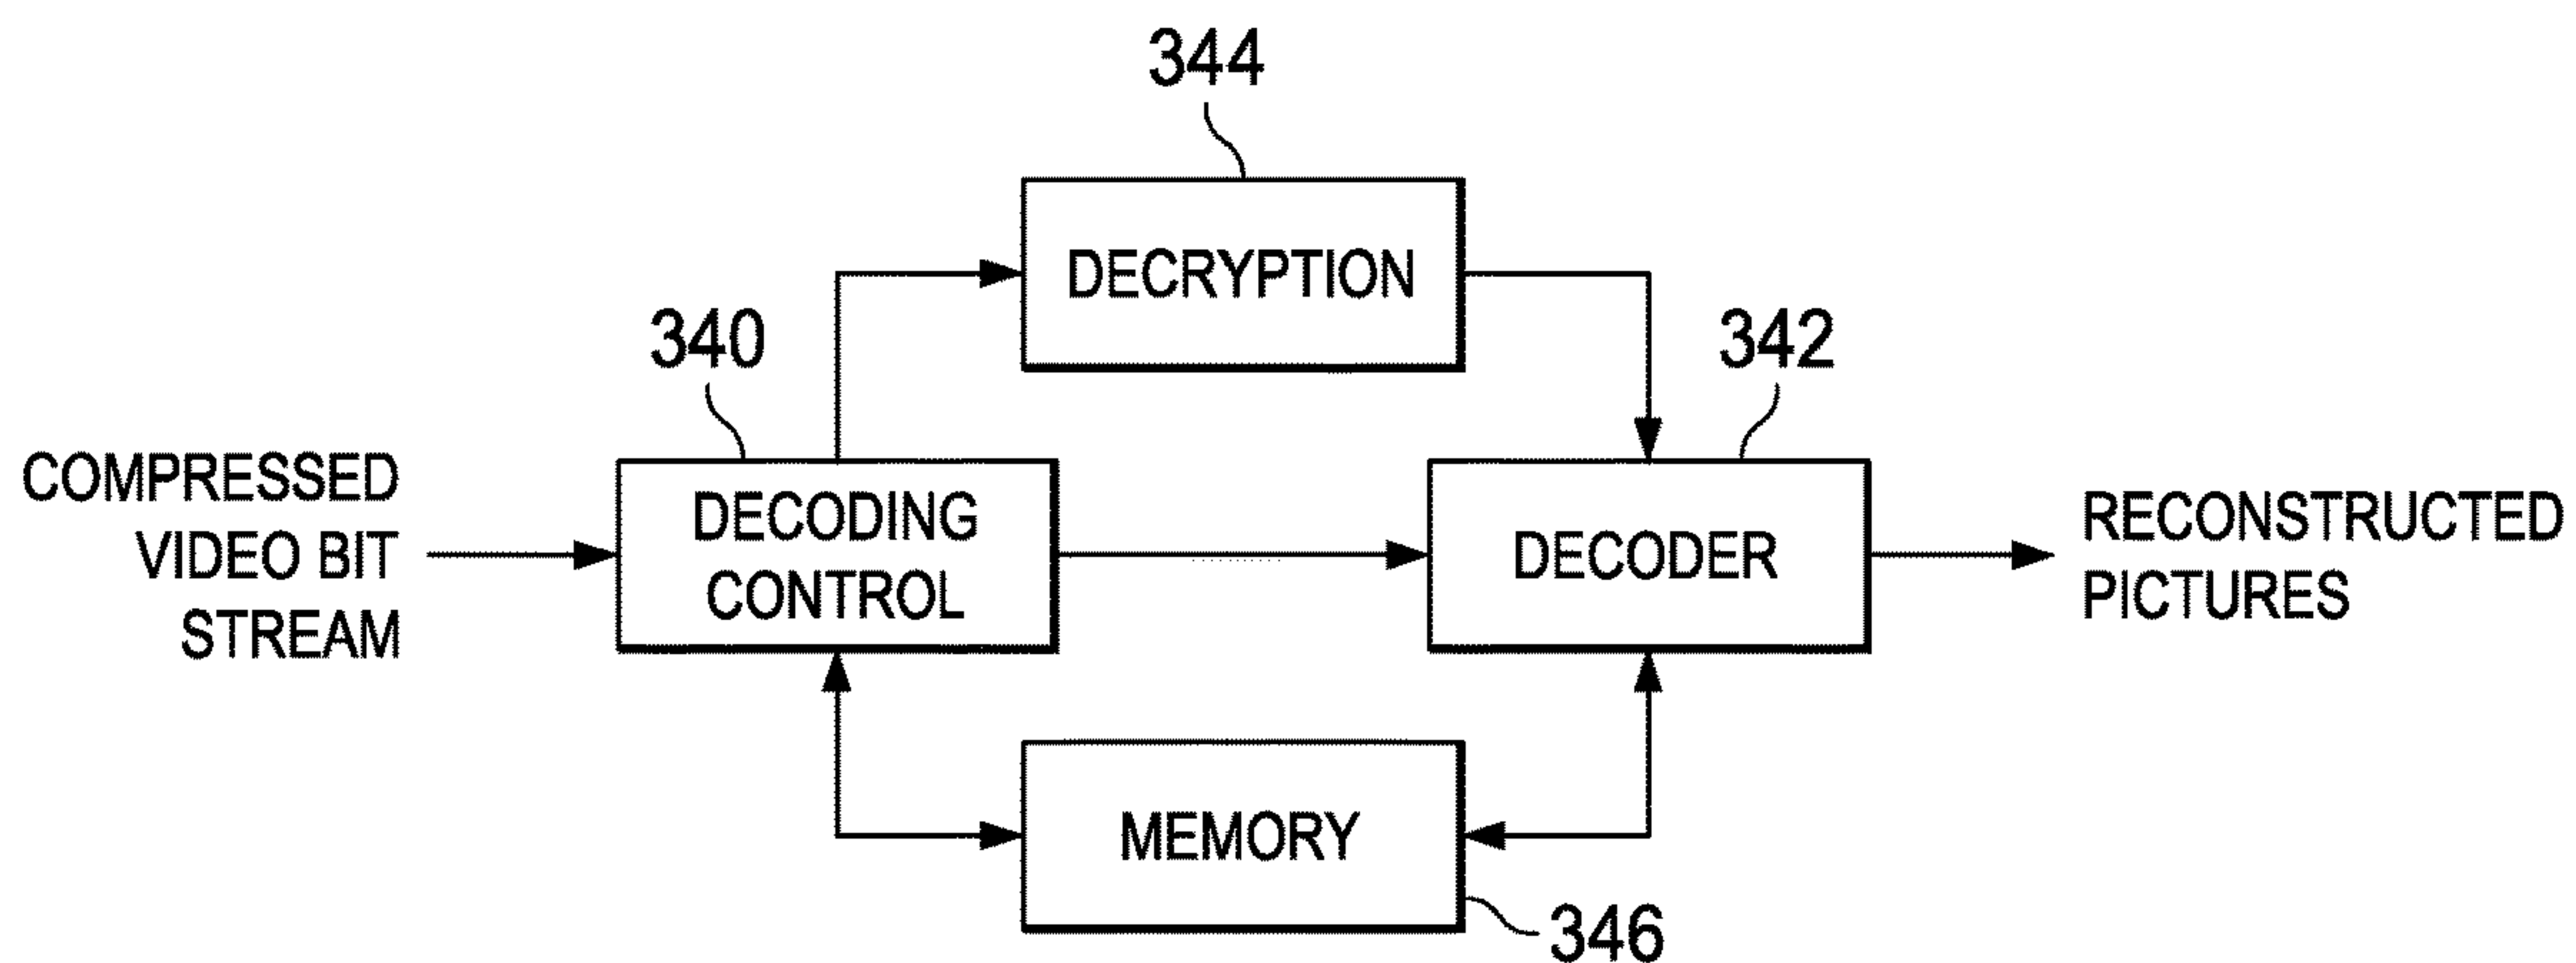 344
DECRYPTION
340
342
COMPRESSED
VIDEO BIT
STREAM
DECODING
CONTROL
DECODER
RECONSTRUCTED
PICTURES
MEMORY
346